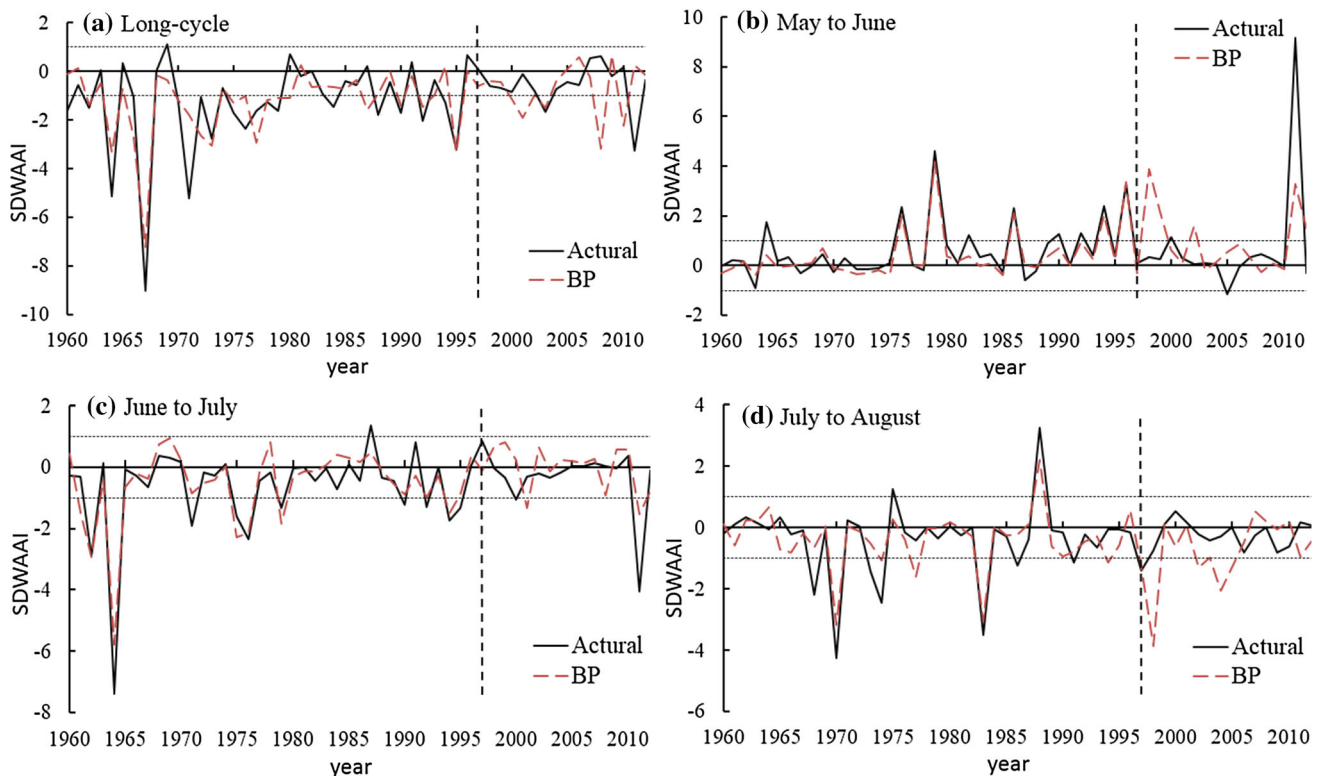 (a) Long-cycle
2
0
-2
-4
-6
-8
-10
SDWAAI
Actural
BP
1960 1965 1970 1975 1980 1985 1990 1995 2000 2005 2010
year
(b) May to June
10
8
6
4
2
0
-2
SDWAAI
Actural
BP
1960 1965 1970 1975 1980 1985 1990 1995 2000 2005 2010
year
(c) June to July
2
0
-2
-4
-6
-8
SDWAAI
Actural
BP
1960 1965 1970 1975 1980 1985 1990 1995 2000 2005 2010
year
(d) July to August
4
2
0
-2
-4
-6
SDWAAI
Actural
BP
1960 1965 1970 1975 1980 1985 1990 1995 2000 2005 2010
year